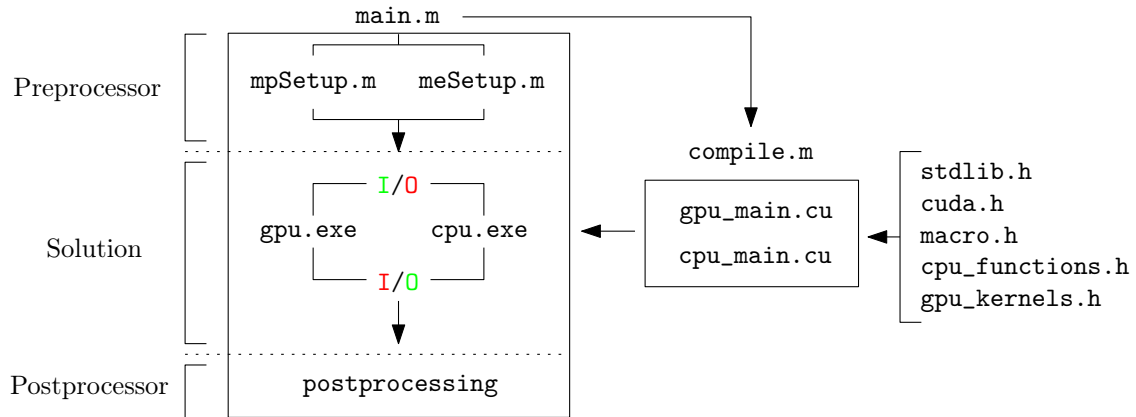 main.m
Preprocessor
mpSetup.m meSetup.m
compile.m
stdlib.h
cuda.h
macro.h
cpu_functions.h
gpu_kernels.h
I/O
gpu_main.cu
cpu_main.cu
Solution
gpu.exe cpu.exe
I/O
Postprocessor
postprocessing